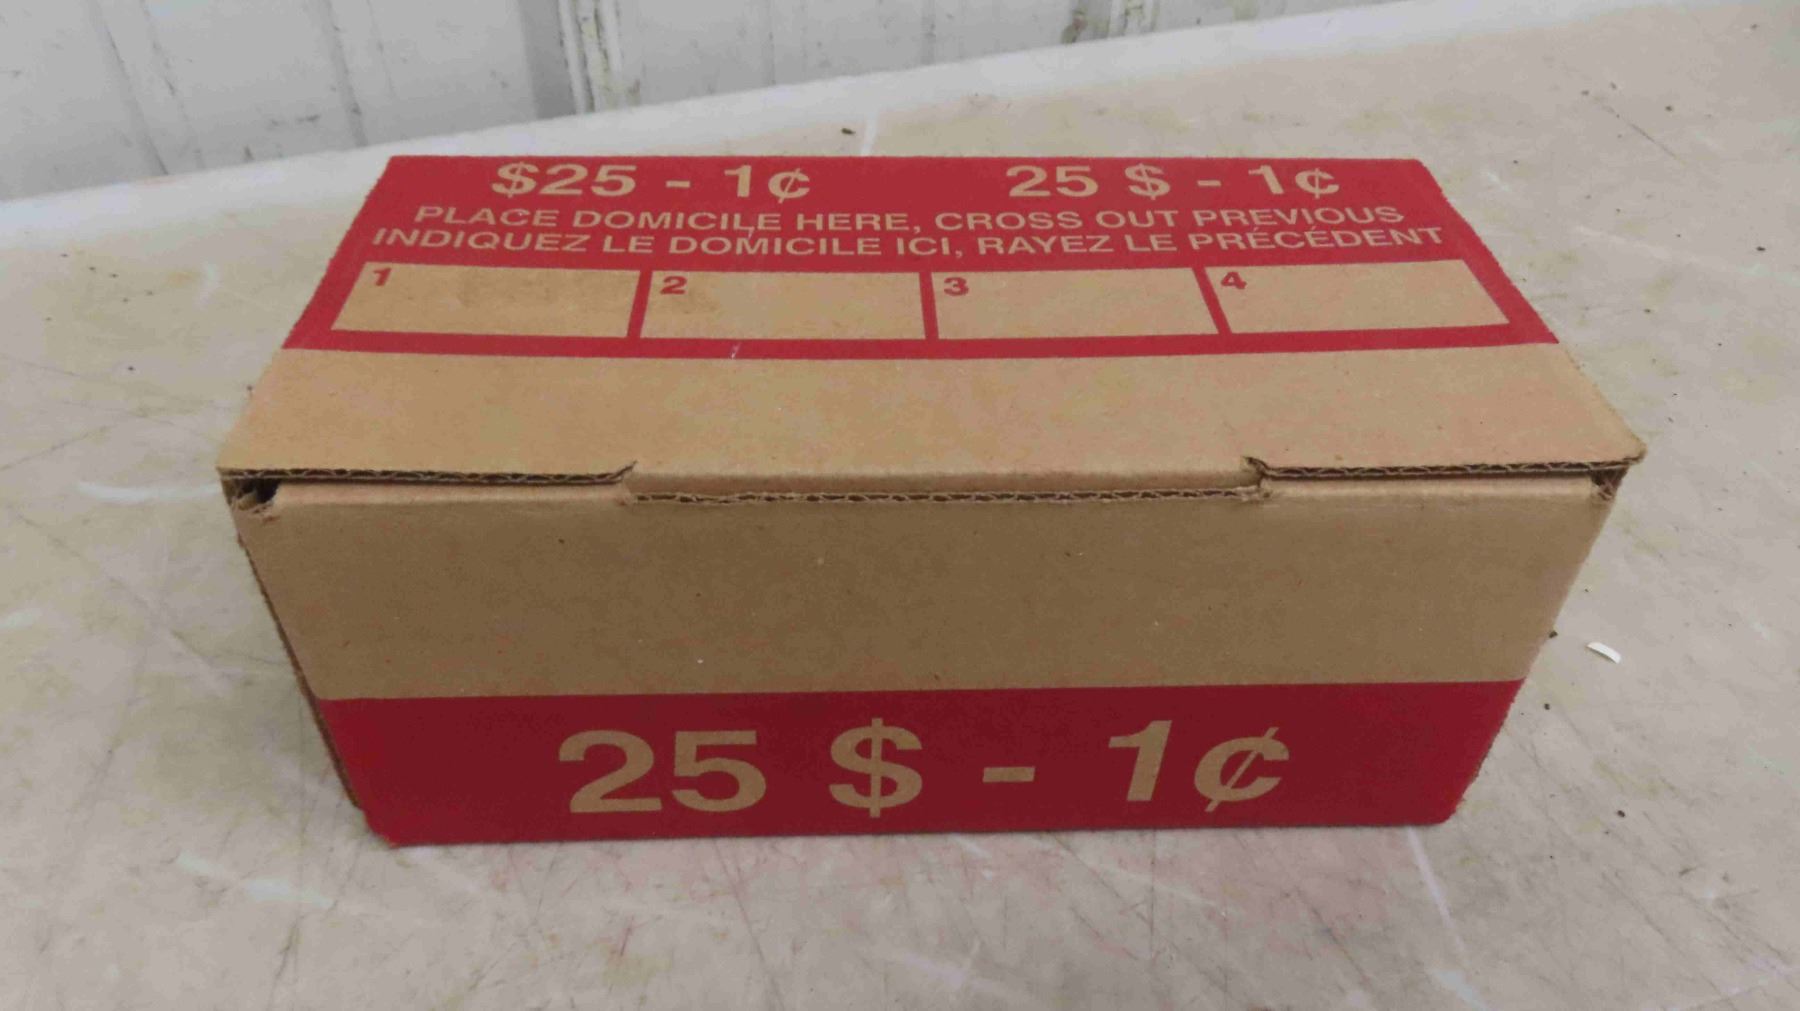 $25 - 1¢ 25 $ - 1¢
PLACE DOMICILE HERE, CROSS OUT PREVIOUS
INDIQUEZ LE DOMICILE ICI, RAYEZ LE PRÉCÉDENT
1 2 3 4
25 $ - 1¢